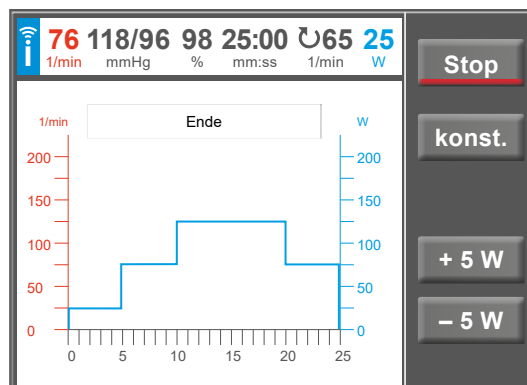 76 118/96 98 25:00 ↻65 25
1/min mmHg % mm:ss 1/min W
Stop
konst.
+ 5 W
– 5 W
Ende
1/min W
200 200
150 150
100 100
50 50
0 0
0 5 10 15 20 25